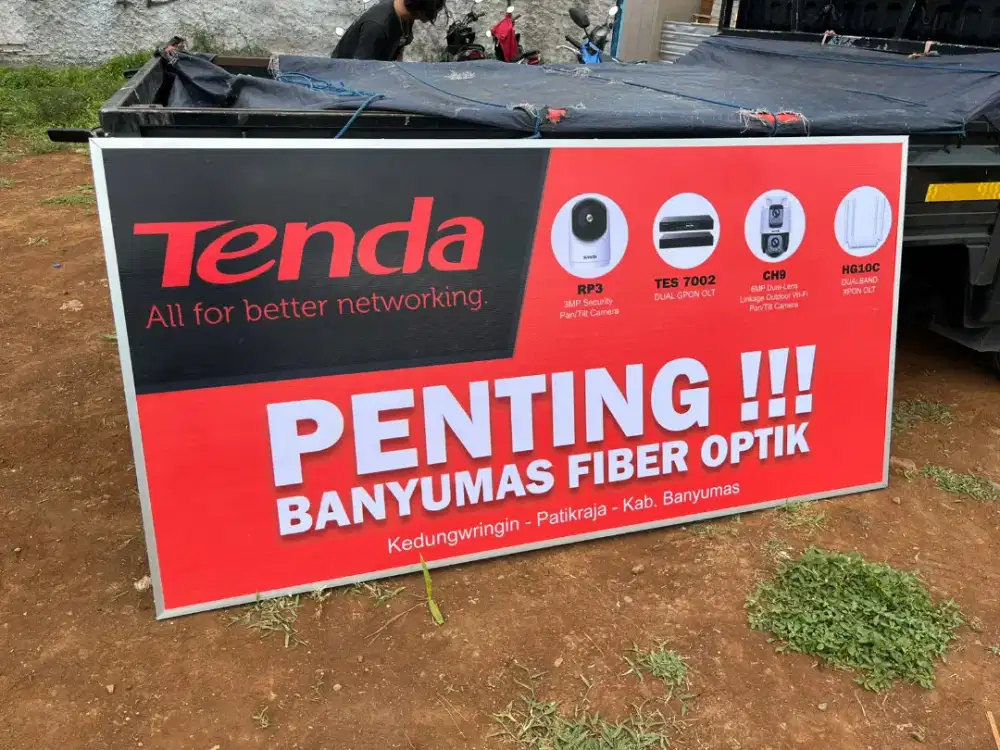 Tenda
All for better networking.
RP3
3MP Security
Pan/Tilt Camera
TES 7002
DUAL GPON OLT
CH9
6MP Dual-Lens
Linkage Outdoor Wi-Fi
Pan/Tilt Camera
HG10C
DUALBAND
XPON OLT
PENTING !!!
BANYUMAS FIBER OPTIK
Kedungwringin - Patikraja - Kab. Banyumas